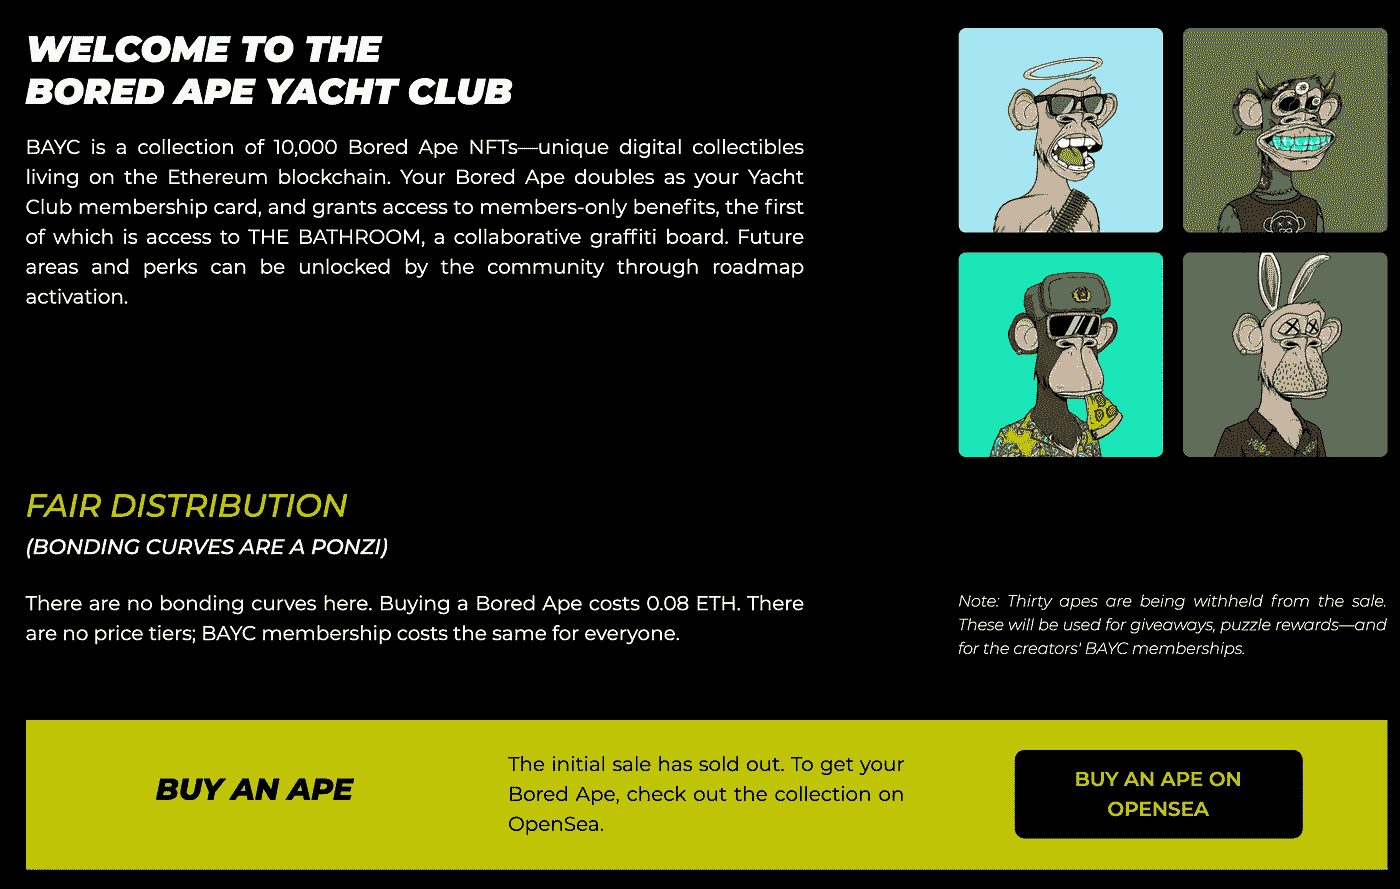 WELCOME TO THE
BORED APE YACHT CLUB
BAYC is a collection of 10,000 Bored Ape NFTs—unique digital collectibles
living on the Ethereum blockchain. Your Bored Ape doubles as your Yacht
Club membership card, and grants access to members-only benefits, the first
of which is access to THE BATHROOM, a collaborative graffiti board. Future
areas and perks can be unlocked by the community through roadmap
activation.
FAIR DISTRIBUTION
(BONDING CURVES ARE A PONZI)
There are no bonding curves here. Buying a Bored Ape costs 0.08 ETH. There
are no price tiers; BAYC membership costs the same for everyone.
Note: Thirty apes are being withheld from the sale.
These will be used for giveaways, puzzle rewards—and
for the creators' BAYC memberships.
BUY AN APE
The initial sale has sold out. To get your
Bored Ape, check out the collection on
OpenSea.
BUY AN APE ON
OPENSEA